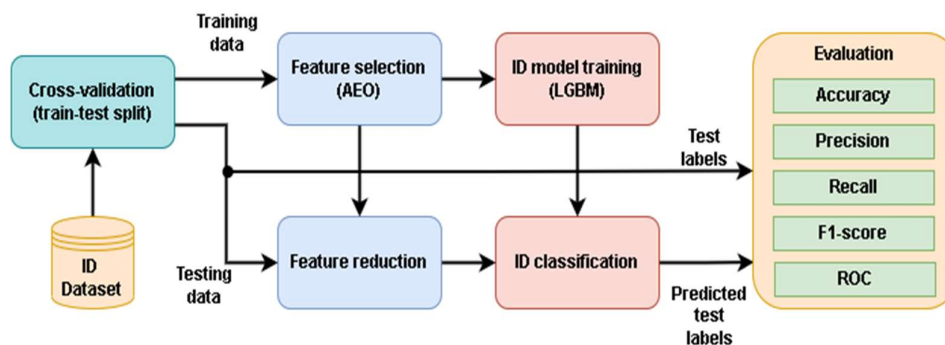 Training
data
Cross-validation
(train-test split)
Feature selection
(AEO)
ID model training
(LGBM)
Evaluation
Accuracy
Precision
Recall
F1-score
ROC
Test
labels
ID
Dataset
Testing
data
Feature reduction
ID classification
Predicted
test
labels